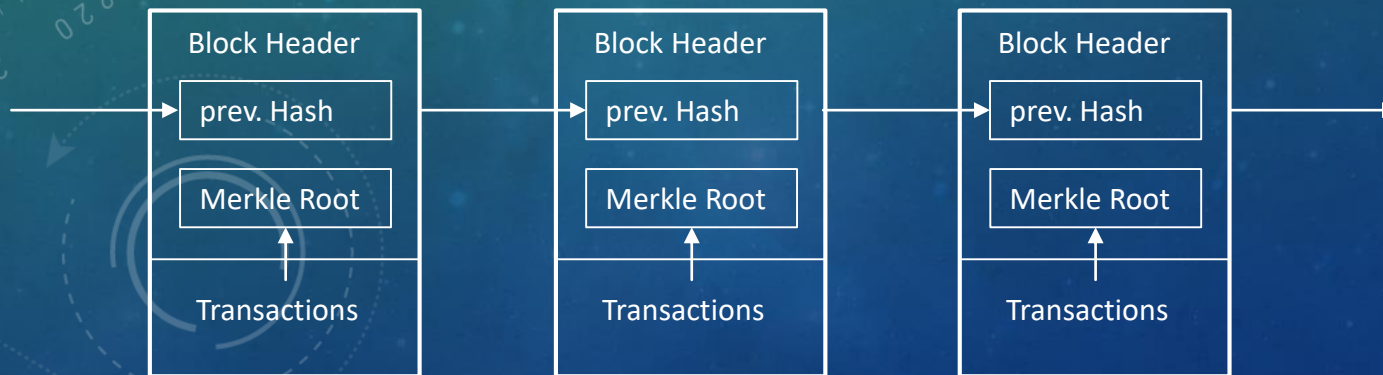 Block Header
prev. Hash
Merkle Root
Transactions
Block Header
prev. Hash
Merkle Root
Transactions
Block Header
prev. Hash
Merkle Root
Transactions